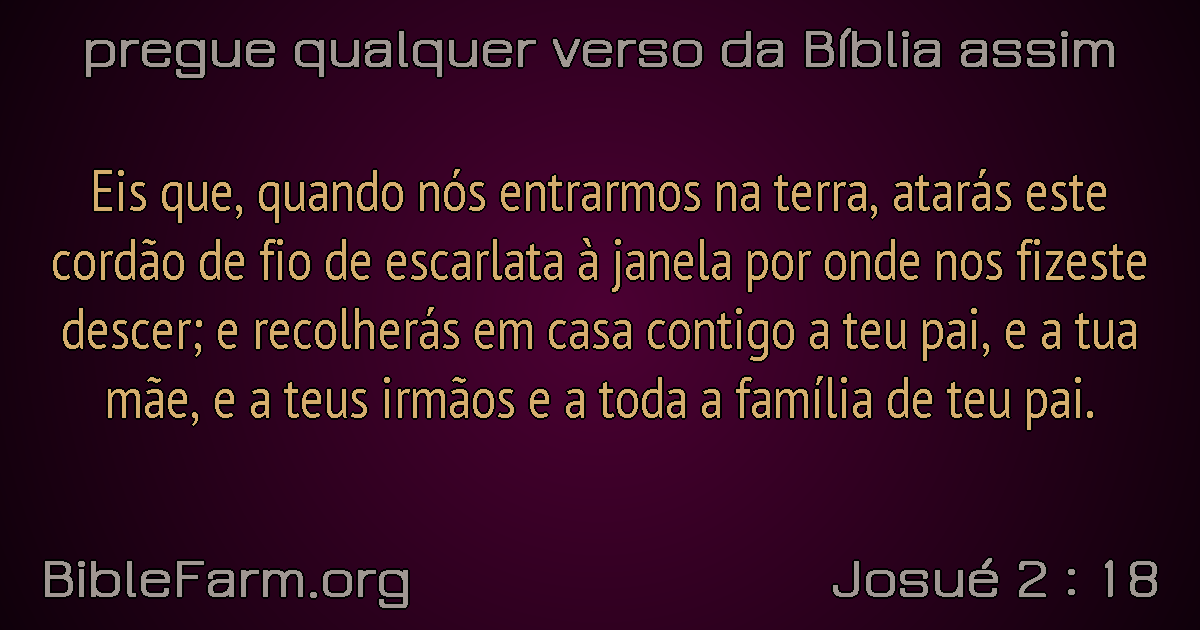 pregue qualquer verso da Bíblia assim
Eis que, quando nós entrarmos na terra, atarás este
cordão de fio de escarlata à janela por onde nos fizeste
descer; e recolherás em casa contigo a teu pai, e a tua
mãe, e a teus irmãos e a toda a família de teu pai.
BibleFarm.org
Josué 2 : 18